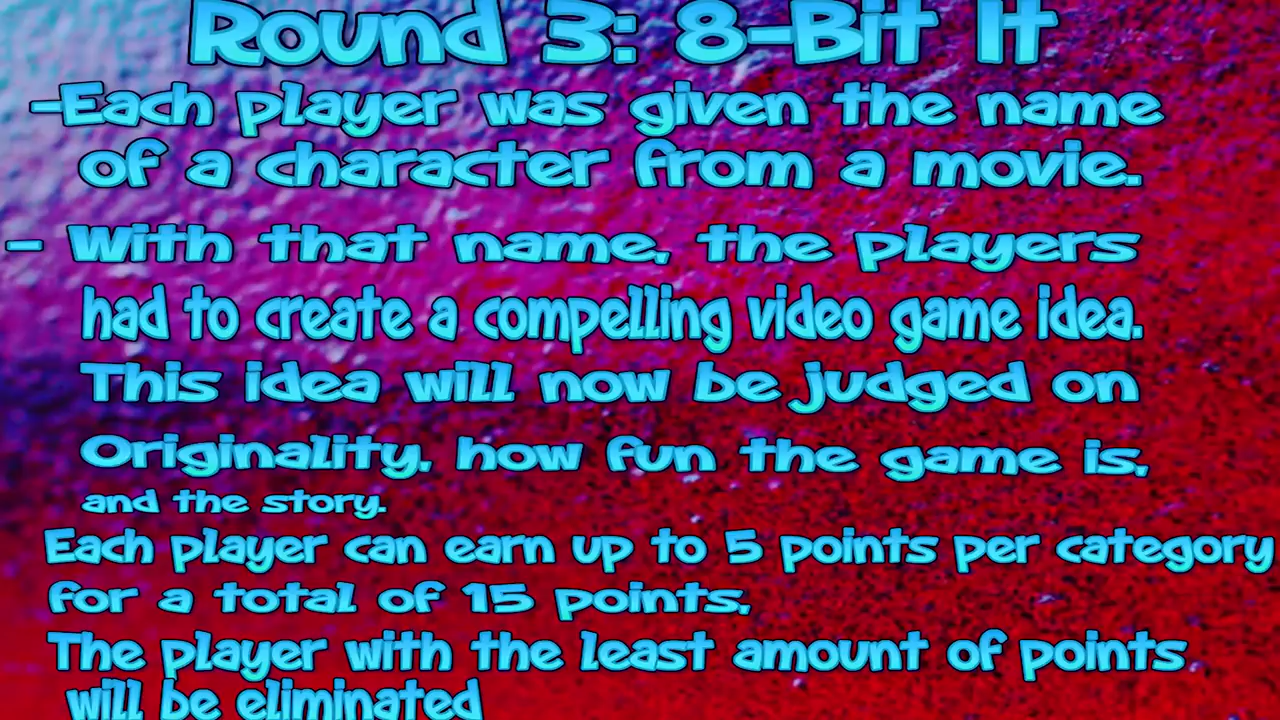 Round 3: 8-Bit It
-Each player was given the name
of a character from a movie.
- With that name, the players
had to create a compelling video game idea.
This idea will now be judged on
Originality, how fun the game is,
and the story.
Each player can earn up to 5 points per category
for a total of 15 points,
The player with the least amount of points
will be eliminated